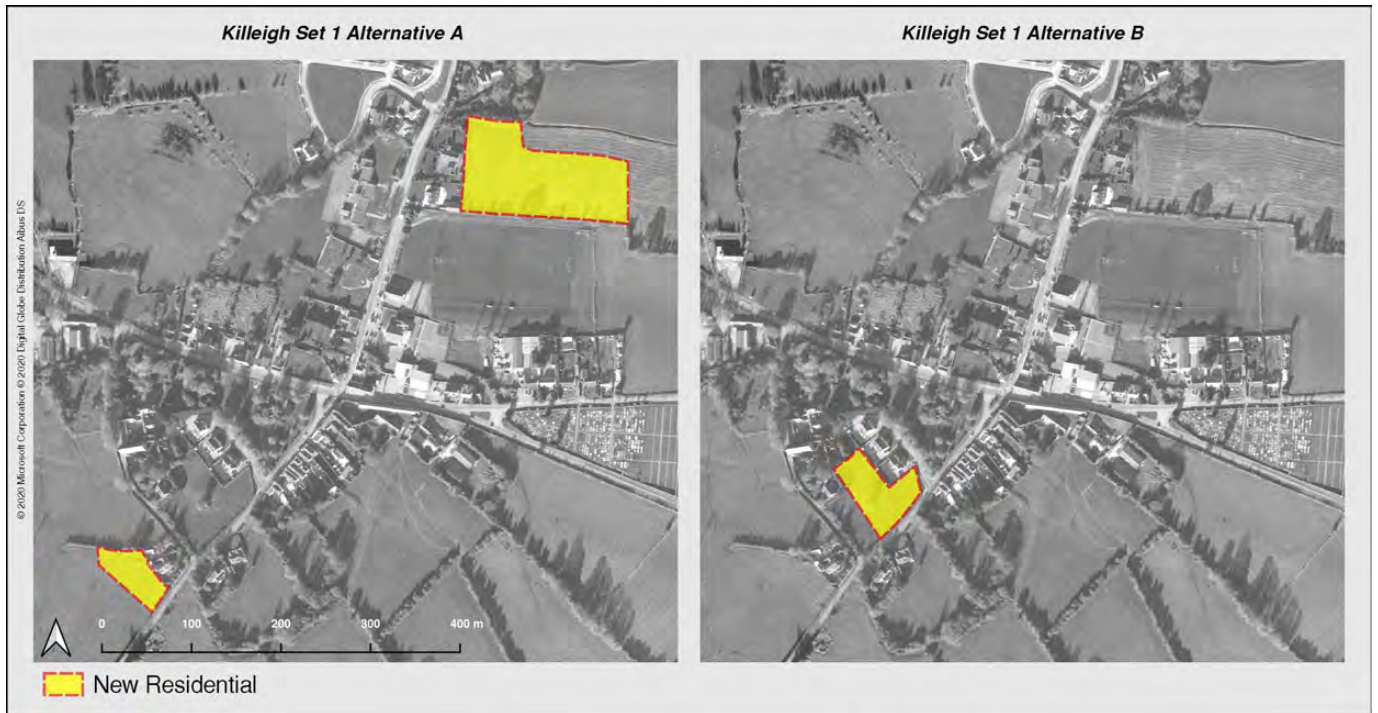 Killeigh Set 1 Alternative A
Killeigh Set 1 Alternative B
© 2020 Microsoft Corporation © 2020 Digital Globe Distribution Aibus DS
0 100 200 300 400 m
New Residential